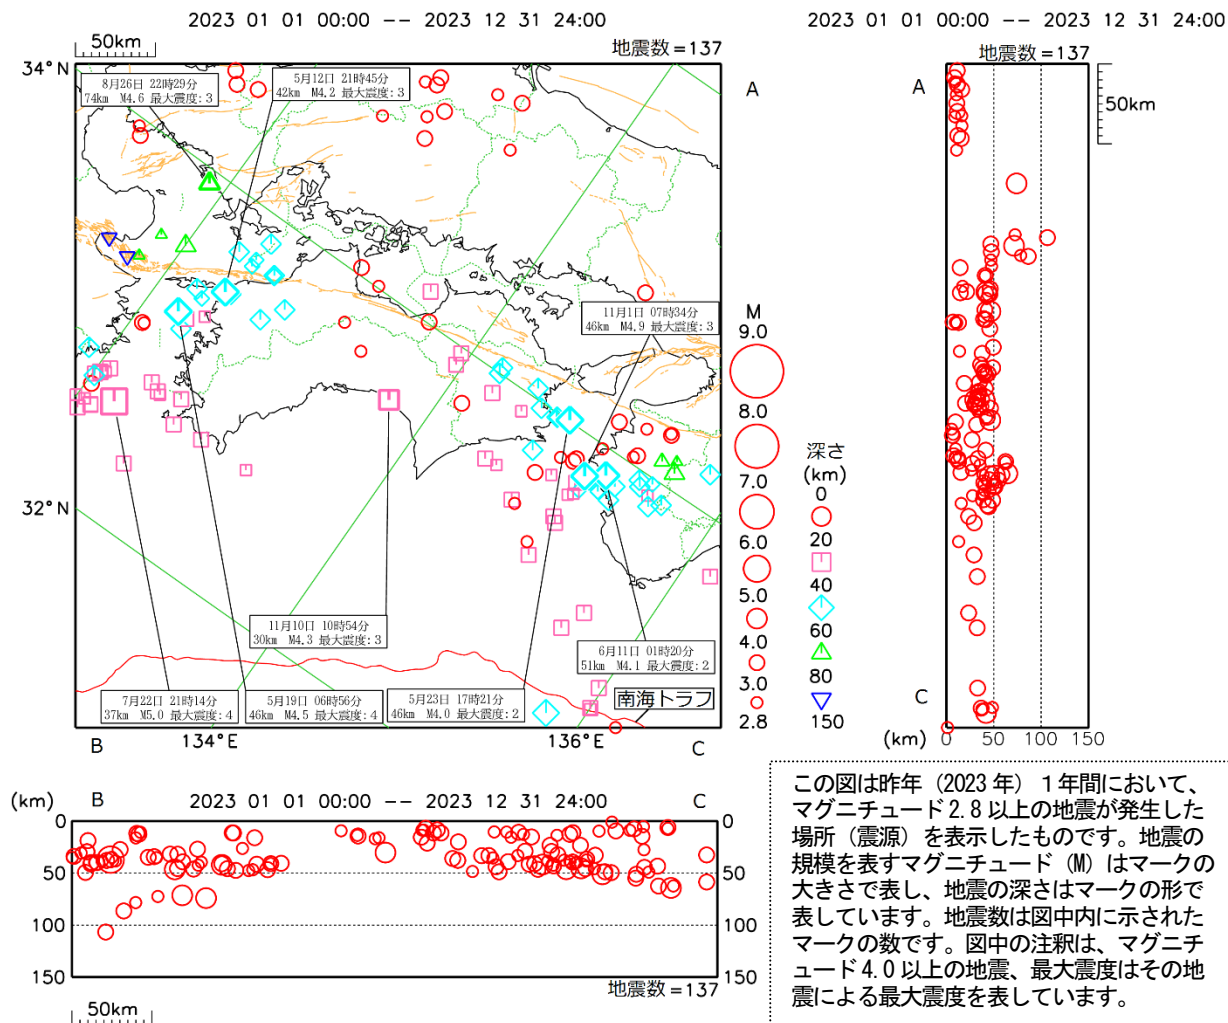 2023 01 01 00:00 -- 2023 12 31 24:00
50km
地震数=137
34°N
32°N
134°E
136°E
8月26日 22時29分
74km M4.6 最大震度:3
5月12日 21時45分
42km M4.2 最大震度:3
11月1日 07時34分
46km M4.9 最大震度:3
11月10日 10時54分
30km M4.3 最大震度:3
6月11日 01時20分
51km M4.1 最大震度:2
7月22日 21時14分
37km M5.0 最大震度:4
5月19日 06時56分
46km M4.5 最大震度:4
5月23日 17時21分
46km M4.0 最大震度:2
南海トラフ
A
B
C
M
9.0
8.0
7.0
6.0
5.0
4.0
3.0
2.8
深さ
(km)
0
20
40
60
80
150
2023 01 01 00:00 -- 2023 12 31 24:00
地震数=137
A
50km
C
(km)
0 50 100 150
(km) B 2023 01 01 00:00 -- 2023 12 31 24:00 C (km)
0 0
50 50
100 100
150 150
地震数=137
50km
この図は昨年（2023年）１年間において、
マグニチュード2.8以上の地震が発生した
場所（震源）を表示したものです。地震の
規模を表すマグニチュード（M）はマークの
大きさで表し、地震の深さはマークの形で
表しています。地震数は図中内に示された
マークの数です。図中の注釈は、マグニチ
ュード4.0以上の地震、最大震度はその地
震による最大震度を表しています。